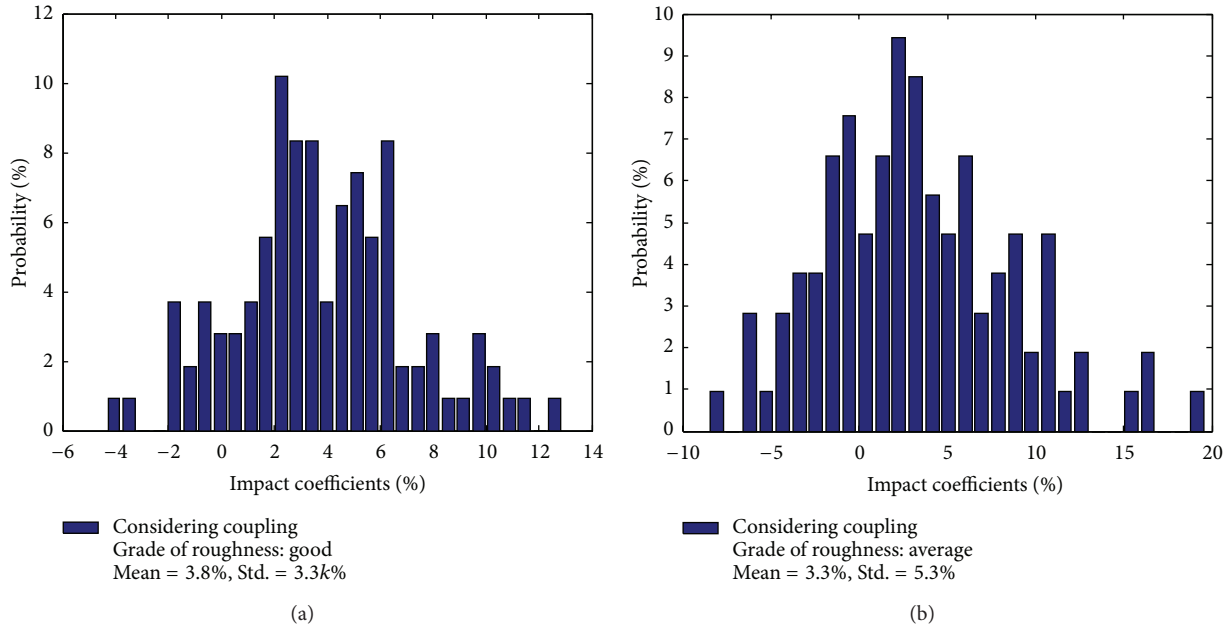 12
10
8
6
4
2
0
Probability (%)
−6 −4 −2 0 2 4 6 8 10 12 14
Impact coefficients (%)
Considering coupling
Grade of roughness: good
Mean = 3.8%, Std. = 3.3k%
(a)
10
9
8
7
6
5
4
3
2
1
0
Probability (%)
−10 −5 0 5 10 15 20
Impact coefficients (%)
Considering coupling
Grade of roughness: average
Mean = 3.3%, Std. = 5.3%
(b)